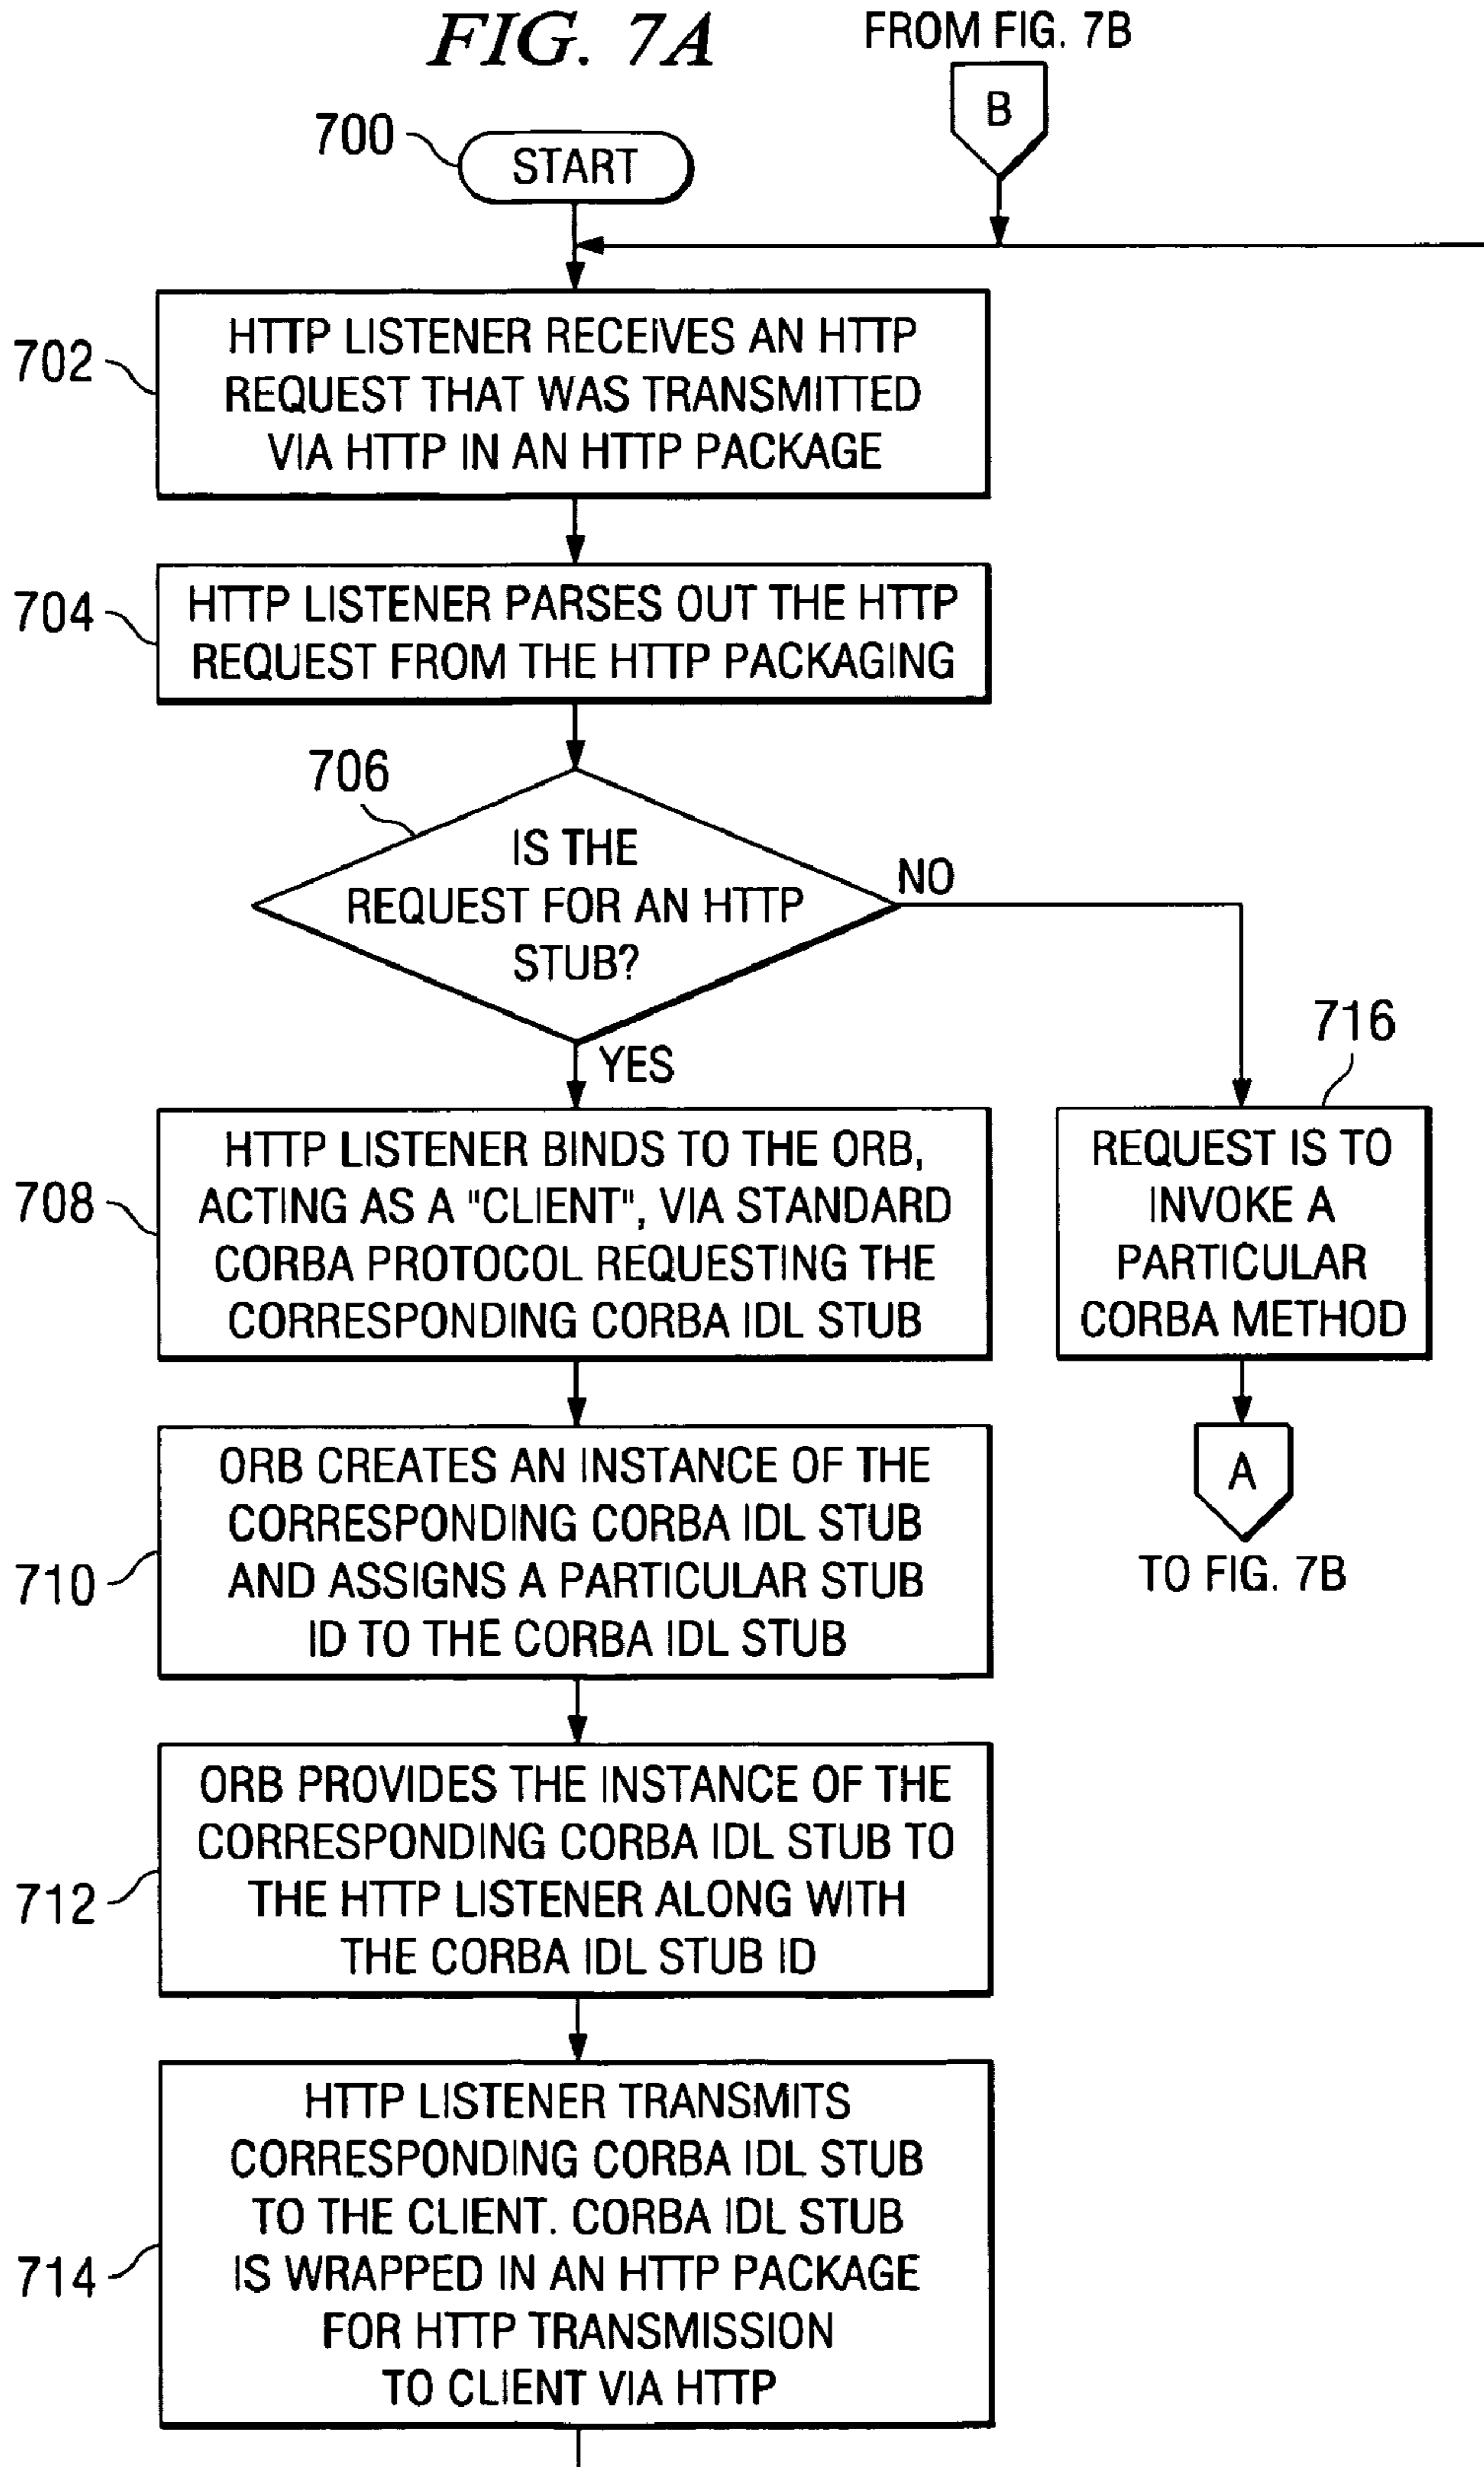 FIG. 7A
FROM FIG. 7B
B
700
START
702
HTTP LISTENER RECEIVES AN HTTP
REQUEST THAT WAS TRANSMITTED
VIA HTTP IN AN HTTP PACKAGE
704
HTTP LISTENER PARSES OUT THE HTTP
REQUEST FROM THE HTTP PACKAGING
706
IS THE
REQUEST FOR AN HTTP
STUB?
NO
YES
708
HTTP LISTENER BINDS TO THE ORB,
ACTING AS A "CLIENT", VIA STANDARD
CORBA PROTOCOL REQUESTING THE
CORRESPONDING CORBA IDL STUB
716
REQUEST IS TO
INVOKE A
PARTICULAR
CORBA METHOD
A
TO FIG. 7B
710
ORB CREATES AN INSTANCE OF THE
CORRESPONDING CORBA IDL STUB
AND ASSIGNS A PARTICULAR STUB
ID TO THE CORBA IDL STUB
712
ORB PROVIDES THE INSTANCE OF THE
CORRESPONDING CORBA IDL STUB TO
THE HTTP LISTENER ALONG WITH
THE CORBA IDL STUB ID
714
HTTP LISTENER TRANSMITS
CORRESPONDING CORBA IDL STUB
TO THE CLIENT. CORBA IDL STUB
IS WRAPPED IN AN HTTP PACKAGE
FOR HTTP TRANSMISSION
TO CLIENT VIA HTTP